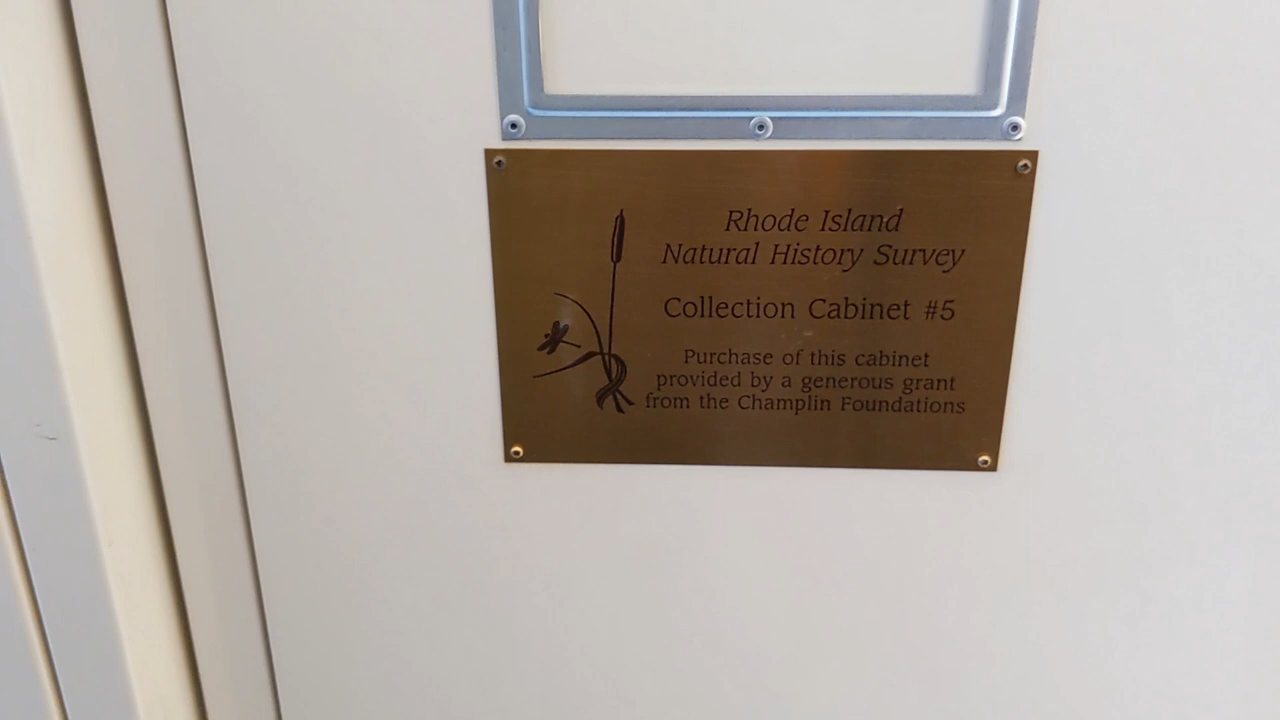 Rhode Island
Natural History Survey
Collection Cabinet #5
Purchase of this cabinet
provided by a generous grant
from the Champlin Foundations